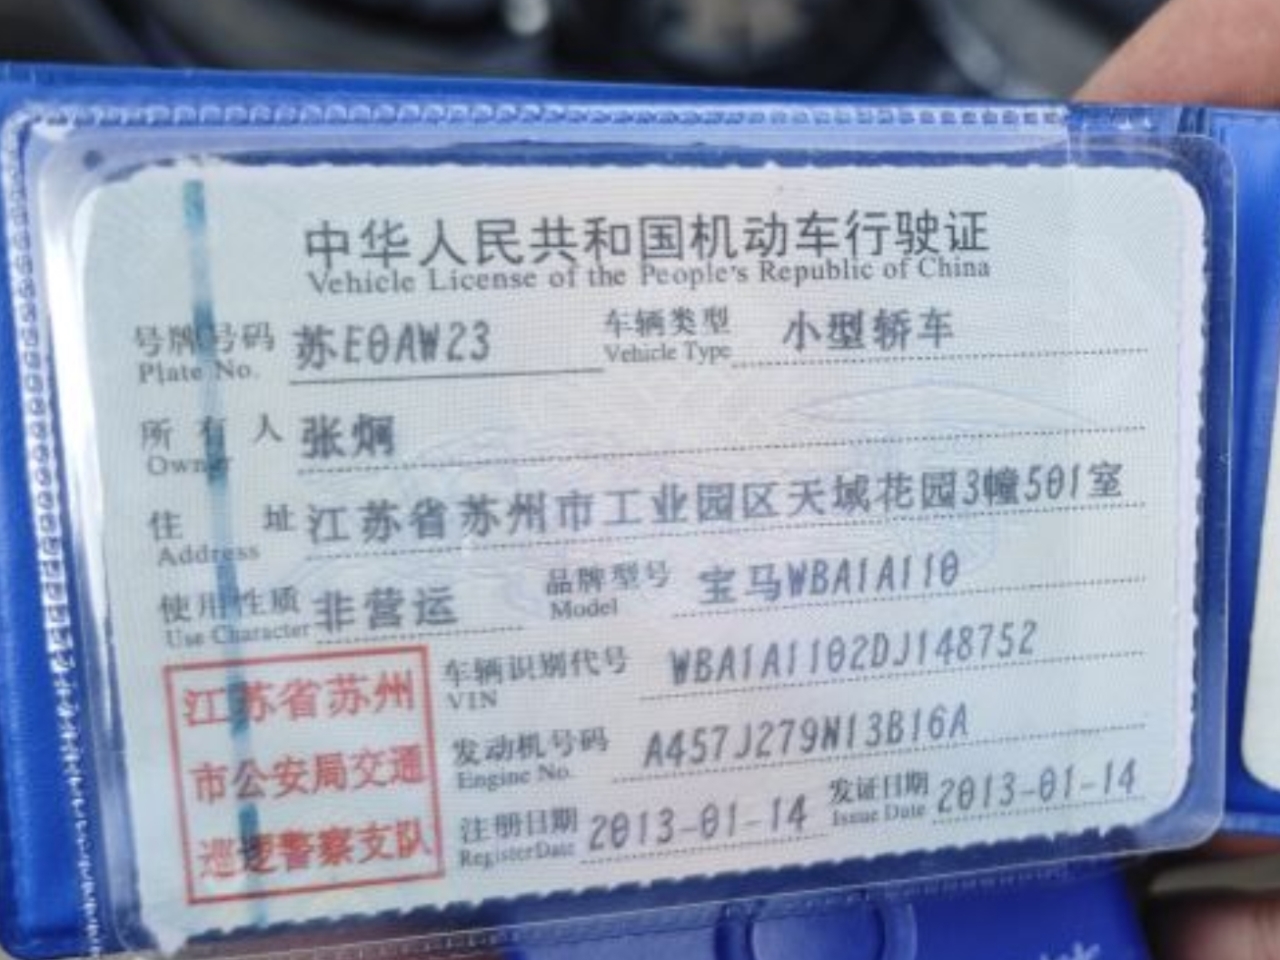 中华人民共和国机动车行驶证
Vehicle License of the People's Republic of China
号牌号码 苏E0AW23 车辆类型 小型轿车
Plate No. Vehicle Type
所有人 张炯
Owner
住址 江苏省苏州市工业园区天域花园3幢501室
Address
使用性质 非营运 品牌型号 宝马WBA1A110
Use Character Model
车辆识别代号 WBA1A1102DJ148752
VIN
发动机号码 A457J279N13B16A
Engine No.
注册日期 2013-01-14 发证日期 2013-01-14
Register Date Issue Date
江苏省苏州
市公安局交通
巡逻警察支队